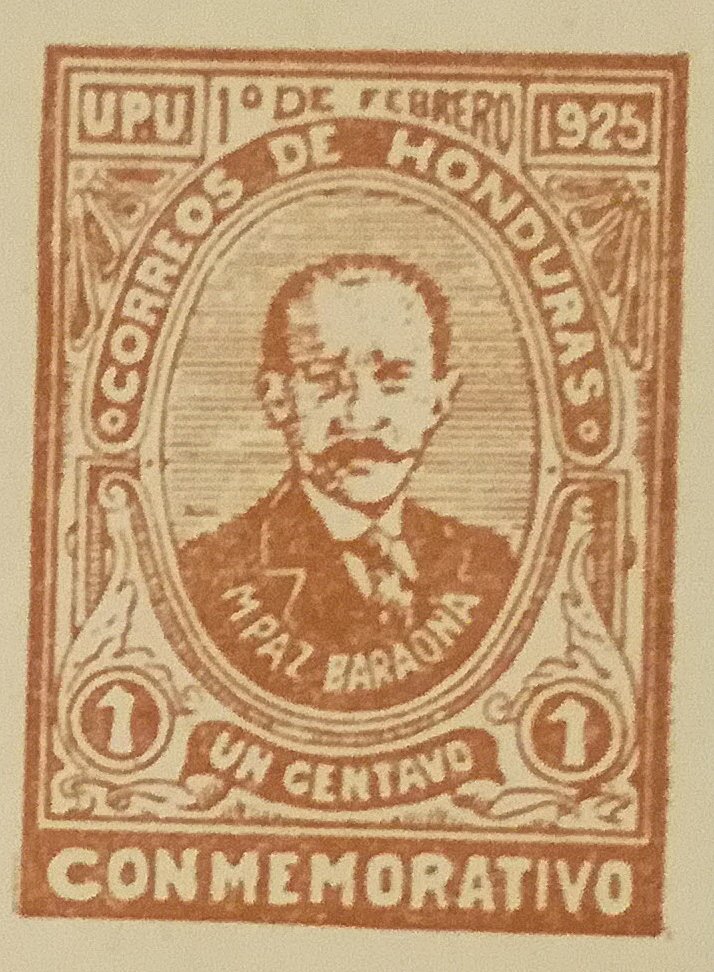 UPU 1º DE FEBRERO 1925
CORREOS DE HONDURAS
M PAZ BARAONA
1 UN CENTAVO 1
CONMEMORATIVO